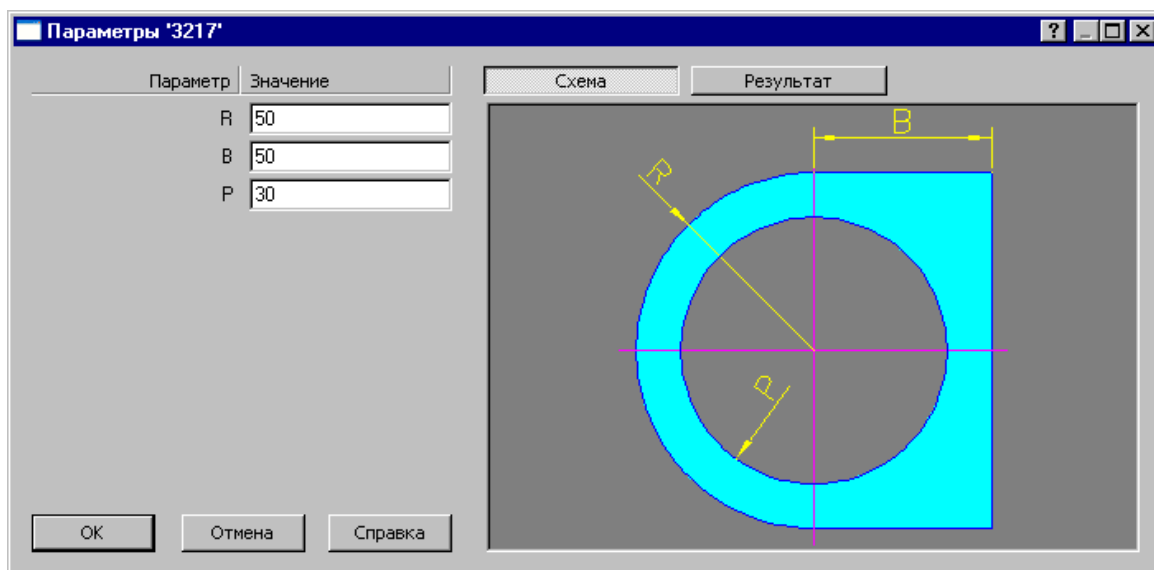 Параметры '3217'
Параметр Значение
R 50
B 50
P 30
OK Отмена Справка
Схема Результат
B
R
P